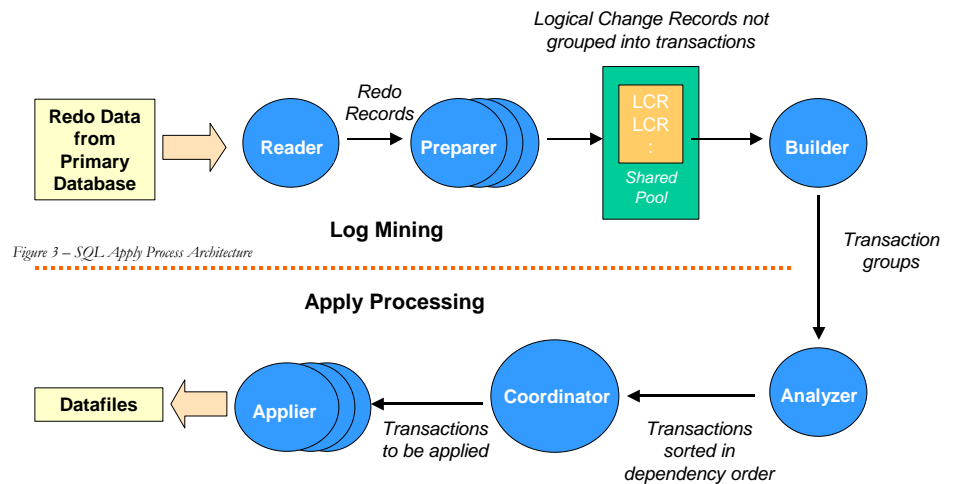 Logical Change Records not
grouped into transactions
Redo Data
from
Primary
Database
Reader
Redo
Records
Preparer
LCR
LCR
:
Shared
Pool
Builder
Log Mining
Figure 3 – SQL Apply Process Architecture
Transaction
groups
Apply Processing
Datafiles
Applier
Transactions
to be applied
Coordinator
Transactions
sorted in
dependency order
Analyzer